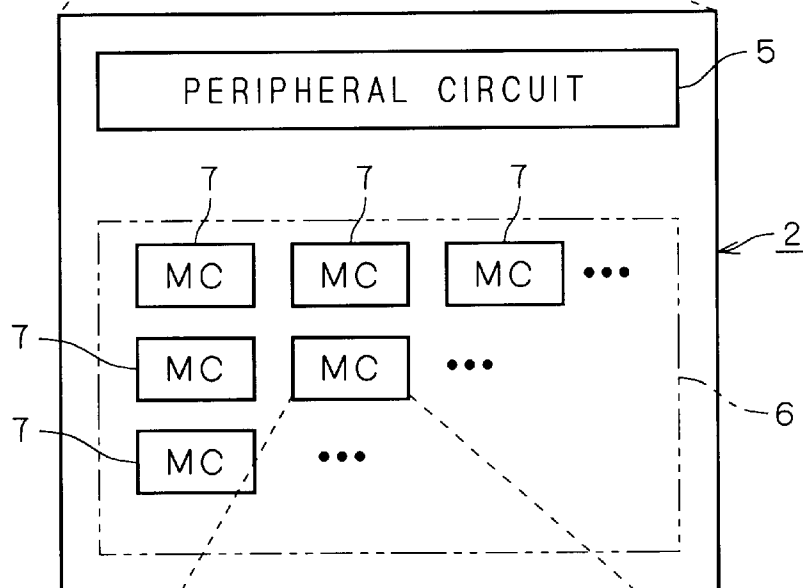 PERIPHERAL CIRCUIT 5
7 7 7
2
MC MC MC •••
7 MC MC •••
6
7 MC •••